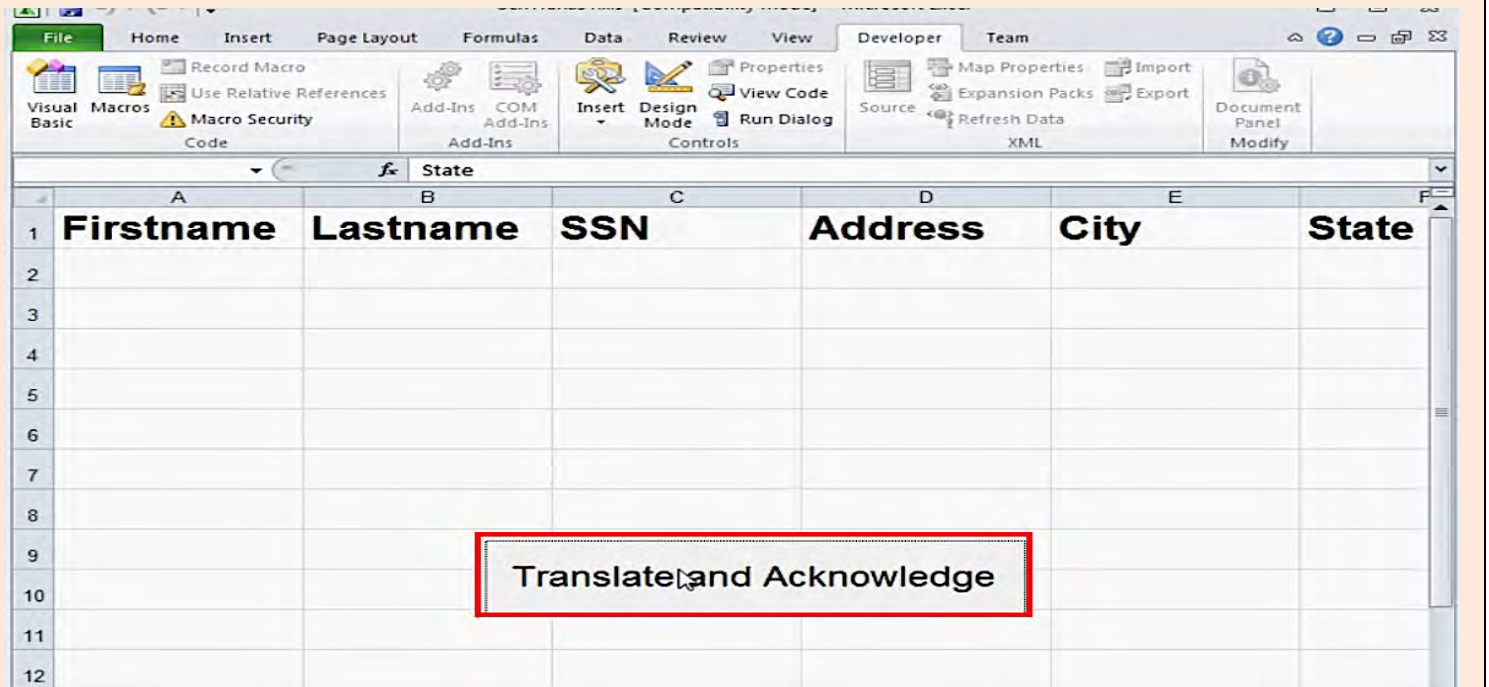 File Home Insert Page Layout Formulas Data Review View Developer Team
Record Macro Properties Map Properties Import
Use Relative References View Code Expansion Packs Export
Visual Basic Macros Macro Security Add-Ins COM Add-Ins Insert Design Mode Run Dialog Source Refresh Data Document Panel
Code Add-Ins Controls XML Modify
fx State
A B C D E F
1 Firstname Lastname SSN Address City State
2
3
4
5
6
7
8
9
Translate and Acknowledge
10
11
12